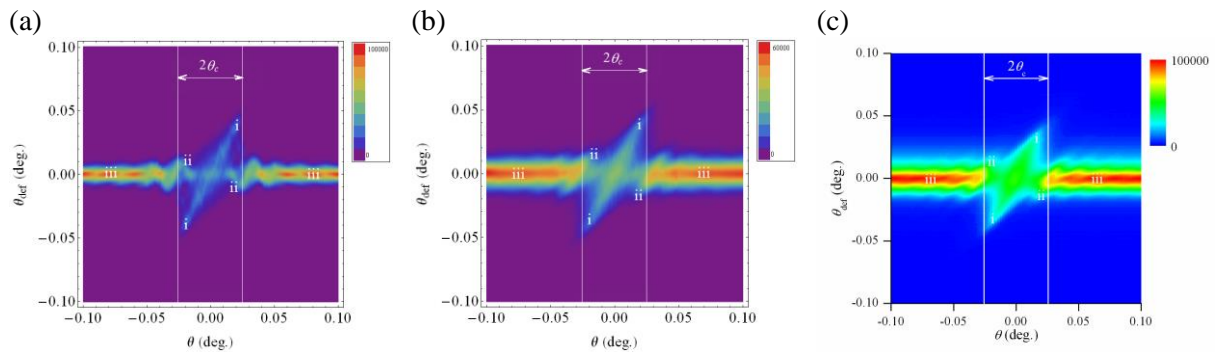 (a)
0.10
0.05
0.00
−0.05
−0.10
θdef (deg.)
2θc
i
ii
iii
ii
iii
i
−0.10
−0.05
0.00
0.05
0.10
θ (deg.)
100000
0
(b)
0.10
0.05
0.00
−0.05
−0.10
θdef (deg.)
2θc
i
ii
iii
iii
ii
i
−0.10
−0.05
0.00
0.05
0.10
θ (deg.)
60000
0
(c)
0.10
0.05
0.00
-0.05
-0.10
θdef (deg.)
2θc
i
ii
iii
iii
ii
i
-0.10
-0.05
0.00
0.05
0.10
θ (deg.)
100000
0